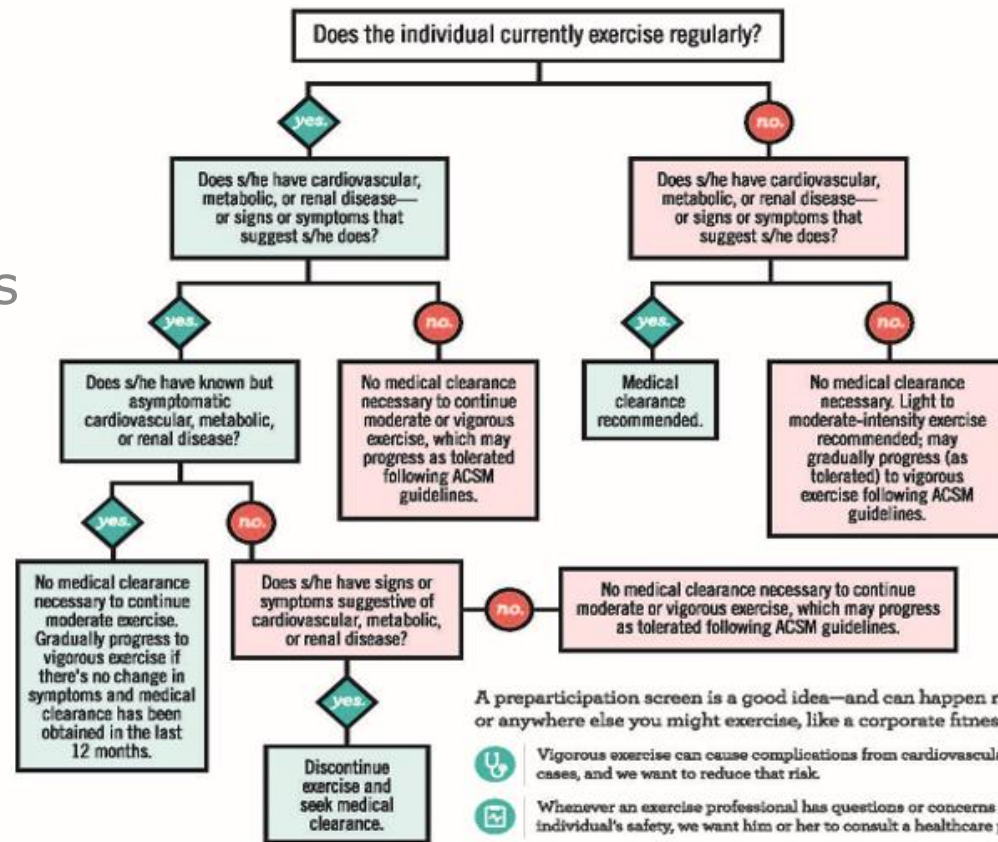 Does the individual currently exercise regularly?
yes.
no.
Does s/he have cardiovascular,
metabolic, or renal disease—
or signs or symptoms that
suggest s/he does?
Does s/he have cardiovascular,
metabolic, or renal disease—
or signs or symptoms that
suggest s/he does?
s
yes.
no.
yes.
no.
Does s/he have known but
asymptomatic
cardiovascular, metabolic,
or renal disease?
No medical clearance
necessary to continue
moderate or vigorous
exercise, which may
progress as tolerated
following ACSM
guidelines.
Medical
clearance
recommended.
No medical clearance
necessary. Light to
moderate-intensity exercise
recommended; may
gradually progress (as
tolerated) to vigorous
exercise following ACSM
guidelines.
yes.
no.
No medical clearance
necessary to continue
moderate exercise.
Gradually progress to
vigorous exercise if
there's no change in
symptoms and medical
clearance has been
obtained in the last
12 months.
Does s/he have signs or
symptoms suggestive of
cardiovascular, metabolic,
or renal disease?
no.
No medical clearance necessary to continue
moderate or vigorous exercise, which may progress
as tolerated following ACSM guidelines.
yes.
Discontinue
exercise and
seek medical
clearance.
A preparticipation screen is a good idea—and can happen
or anywhere else you might exercise, like a corporate
Vigorous exercise can cause complications from
cases, and we want to reduce that risk.
Whenever an exercise professional has questions or concerns
individual's safety, we want him or her to consult a healthcare